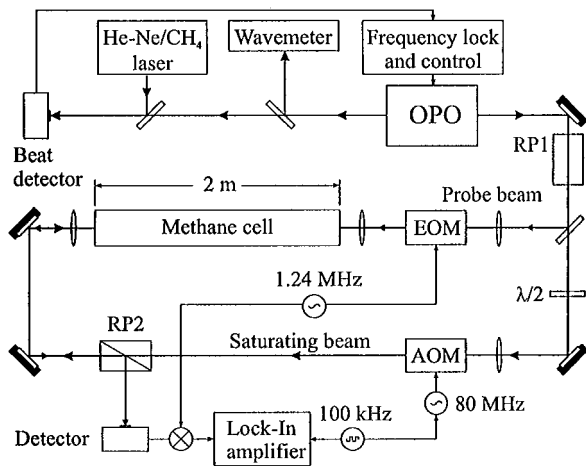 He-Ne/CH4
laser
Wavemeter
Frequency lock
and control
OPO
RP1
Beat
detector
2 m
Probe beam
Methane cell
EOM
1.24 MHz
λ/2
RP2
Saturating beam
AOM
100 kHz
80 MHz
Detector
Lock-In
amplifier